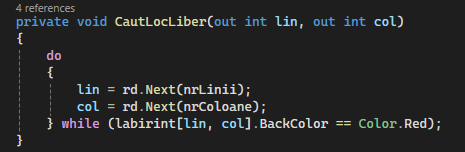 4 references
private void CautLocLiber(out int lin, out int col)
{
do
{
lin = rd.Next(nrLinii);
col = rd.Next(nrColoane);
} while (labirint[lin, col].BackColor == Color.Red);
}